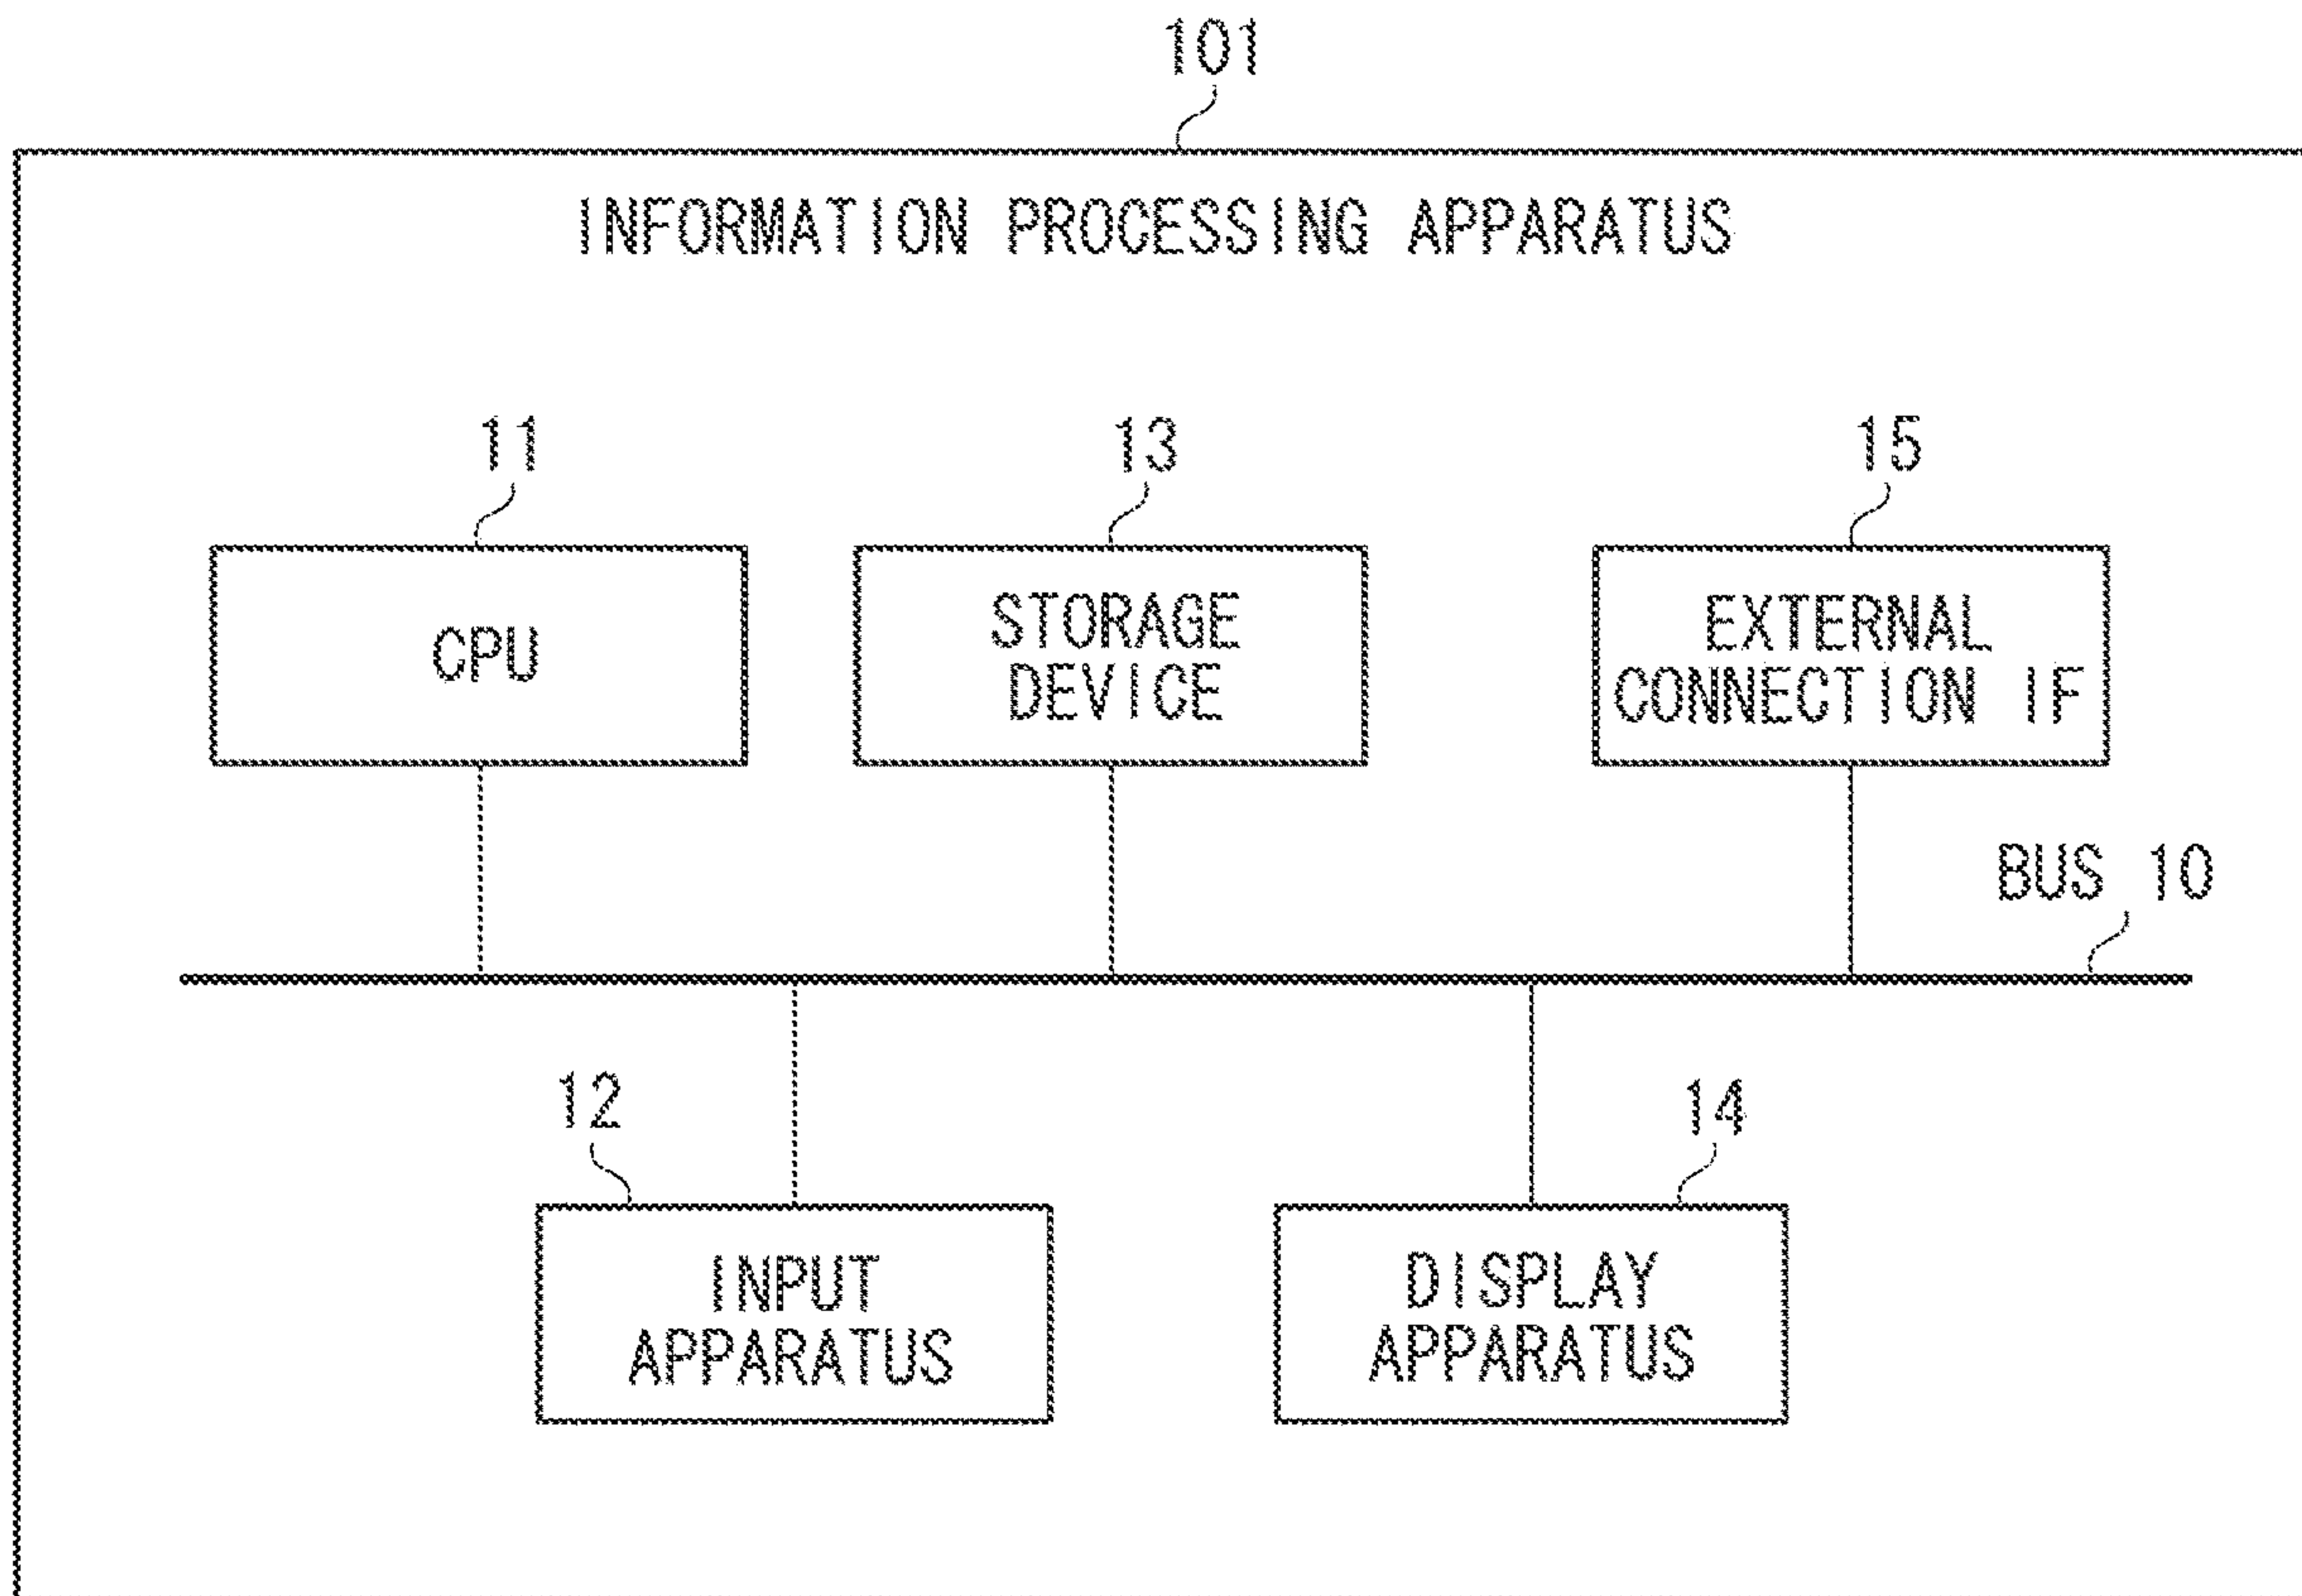 101
INFORMATION PROCESSING APPARATUS
11
13
15
CPU
STORAGE
DEVICE
EXTERNAL
CONNECTION IF
BUS 10
12
14
INPUT
APPARATUS
DISPLAY
APPARATUS